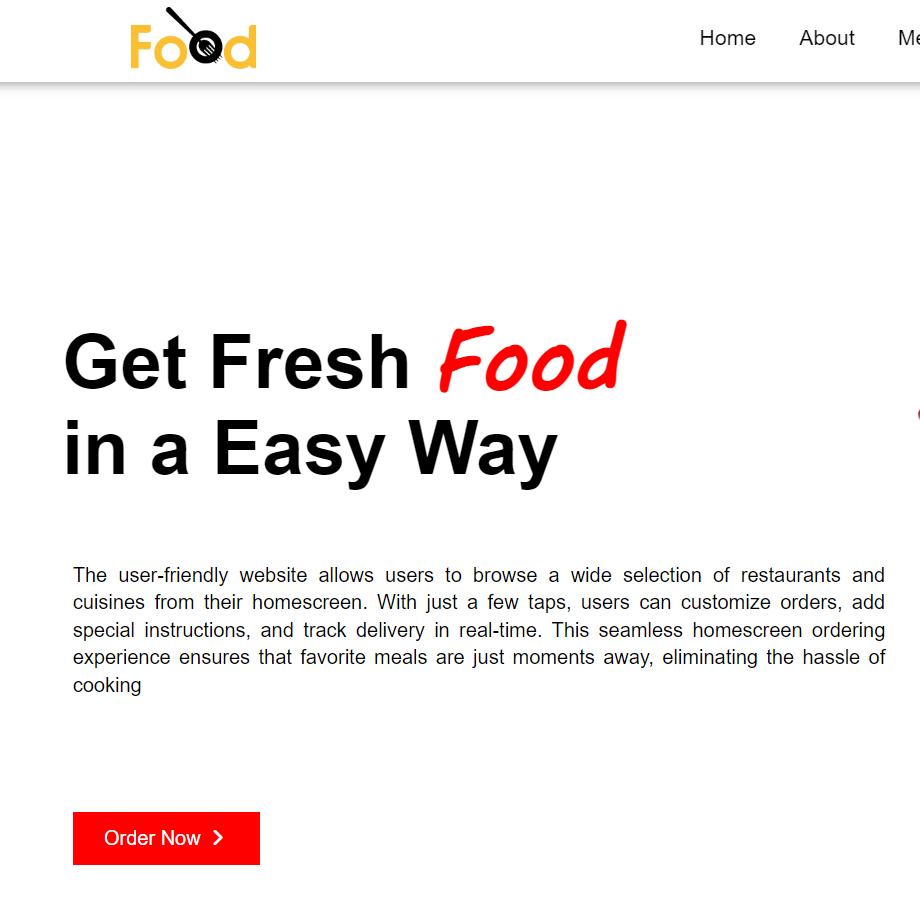 Food
Home About
Get Fresh Food
in a Easy Way
The user-friendly website allows users to browse a wide selection of restaurants and
cuisines from their homescreen. With just a few taps, users can customize orders, add
special instructions, and track delivery in real-time. This seamless homescreen ordering
experience ensures that favorite meals are just moments away, eliminating the hassle of
cooking
Order Now